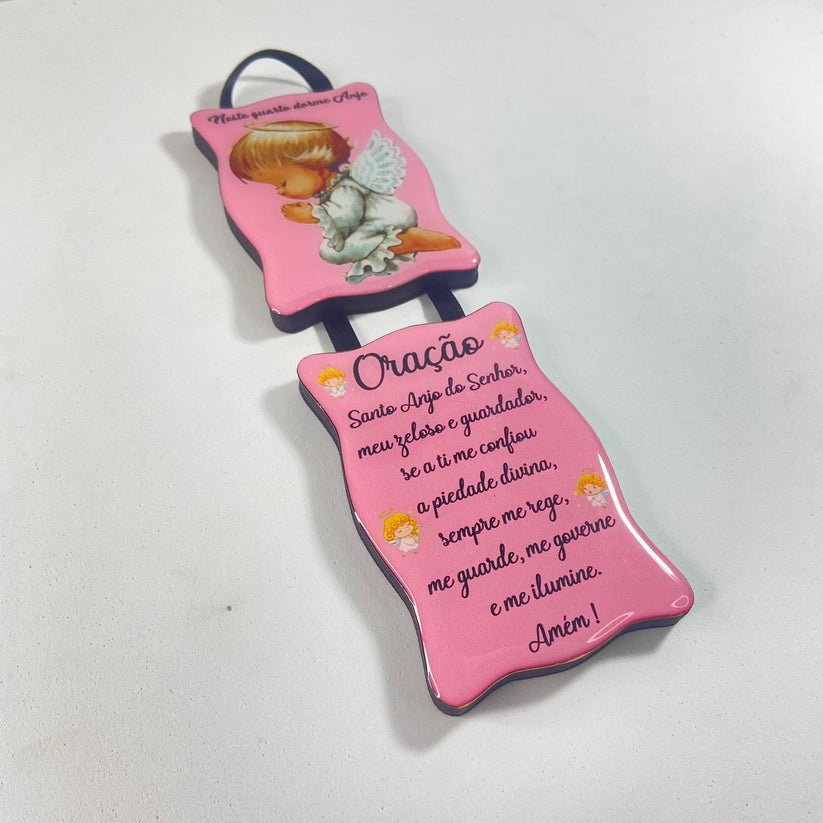 Neste quarto dorme Anjo
Oração
Santo Anjo do Senhor,
meu zeloso e guardador,
se a ti me confiou
a piedade divina,
sempre me rege,
me guarde, me governe
e me ilumine.
Amém !